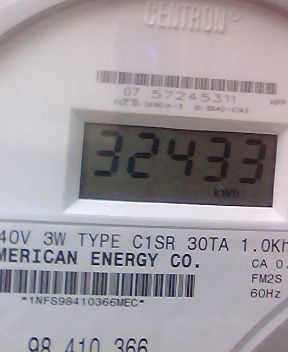 CENTRON
07 57245311
32433
kWh
40V 3W TYPE C1SR 30TA 1.0Kh
MERICAN ENERGY CO.
CA 0.
FM2S
60Hz
*1NFS98410366MEC*
98 410 366